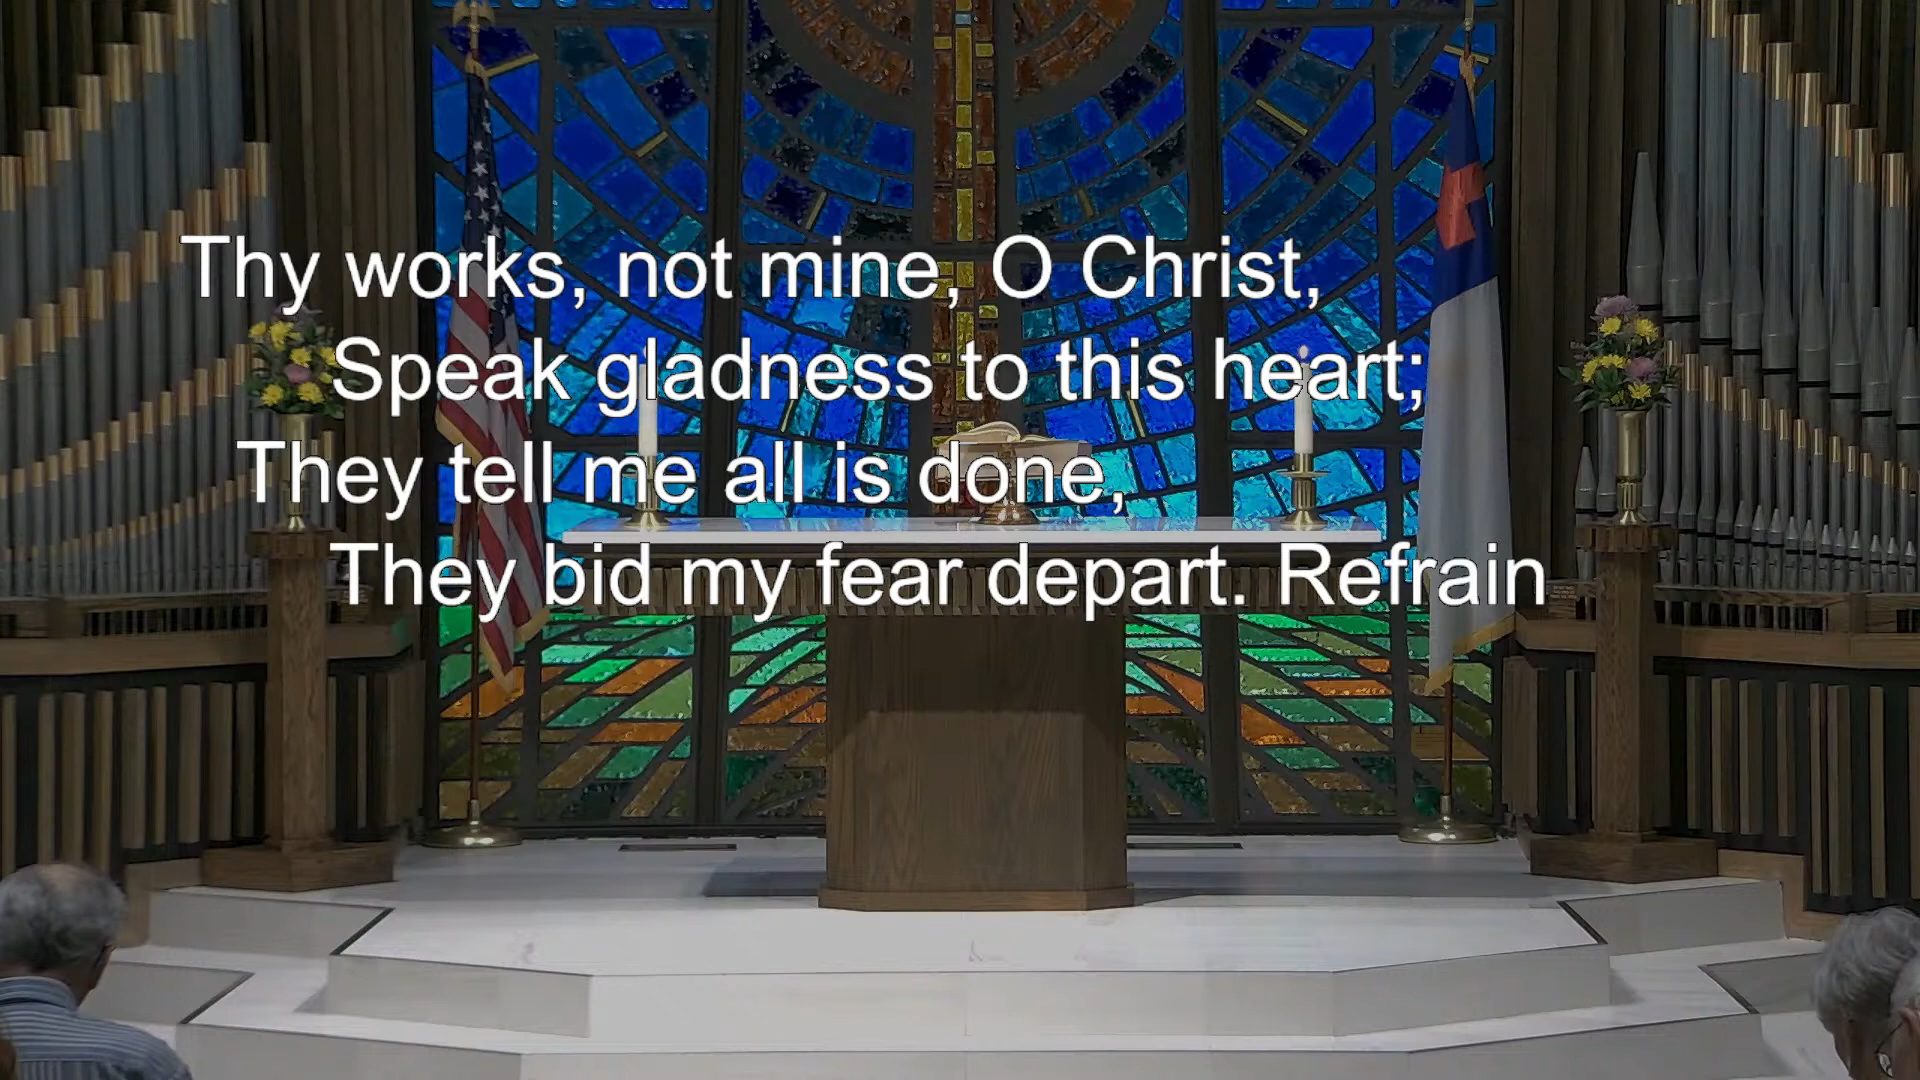 Thy works, not mine, O Christ,
Speak gladness to this heart;
They tell me all is done,
They bid my fear depart. Refrain